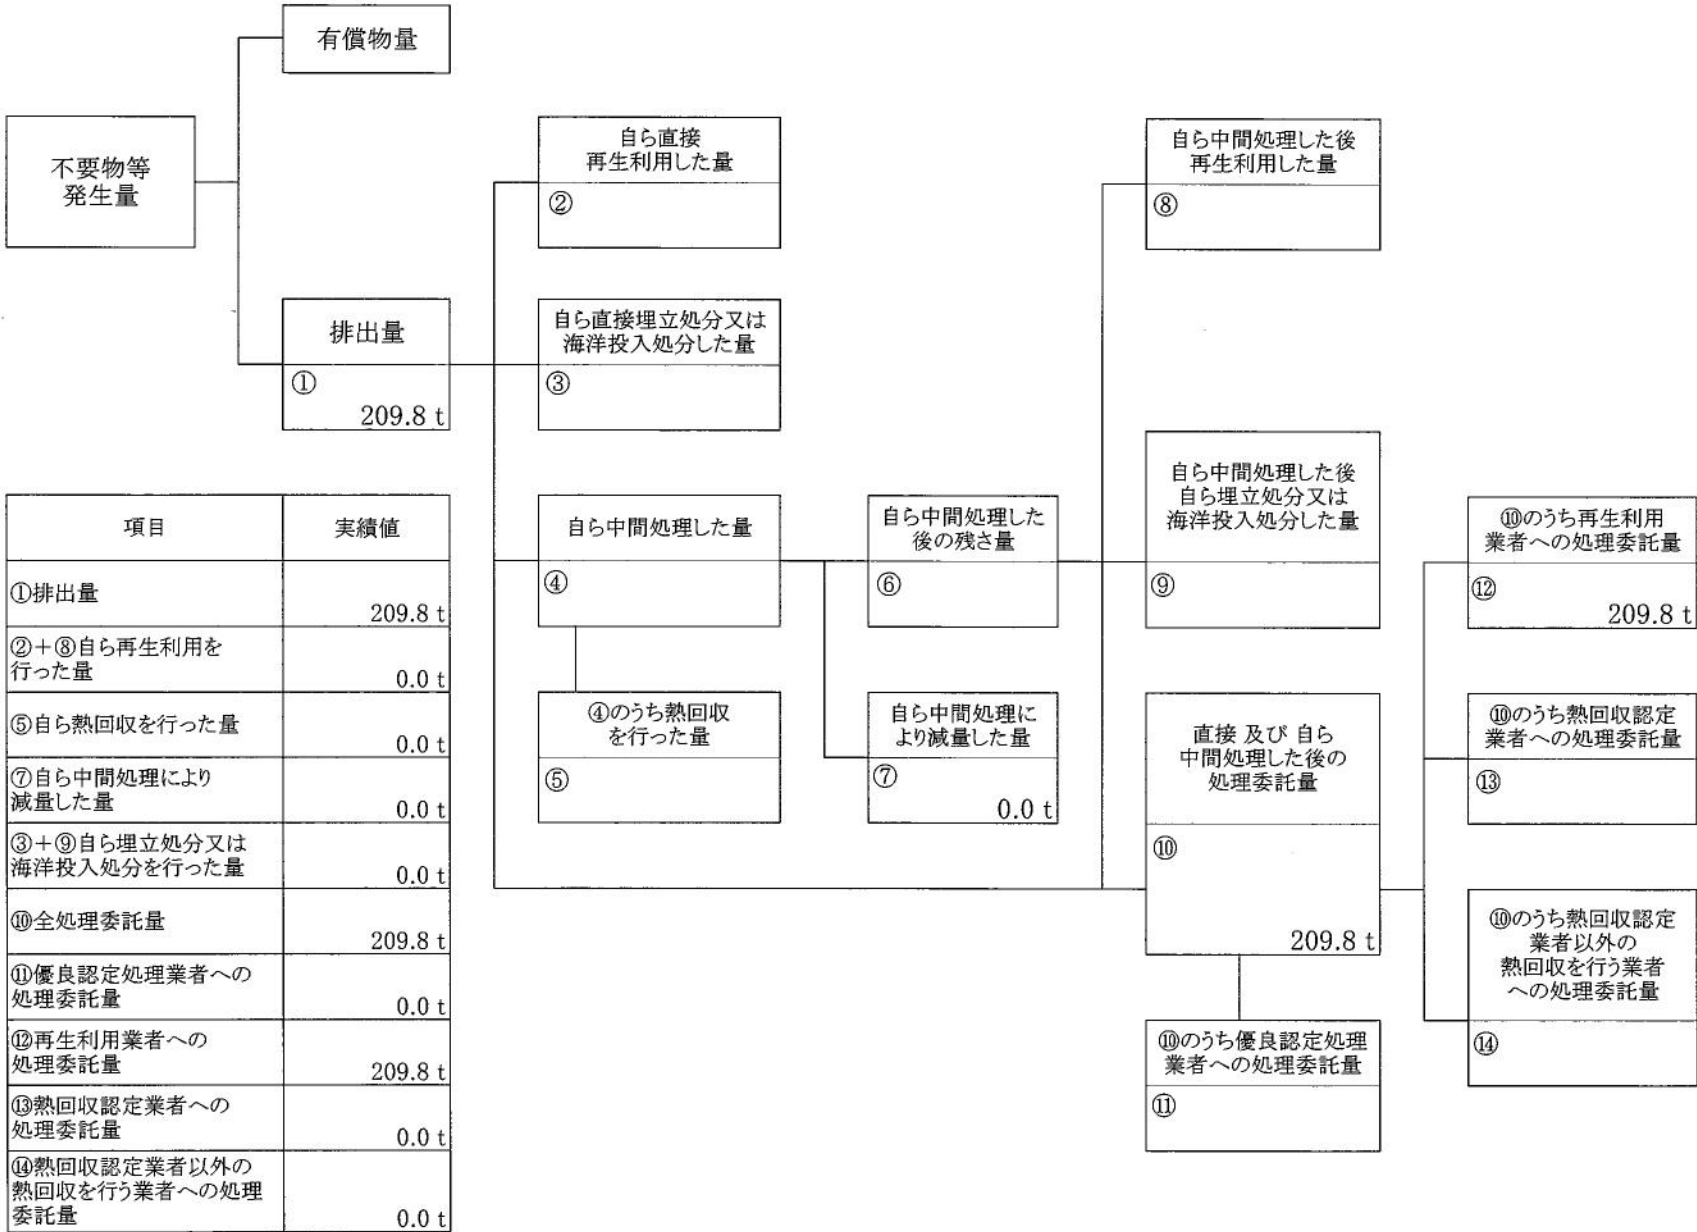 有償物量
不要物等
発生量
排出量
①
209.8 t
自ら直接
再生利用した量
②
自ら直接埋立処分又は
海洋投入処分した量
③
自ら中間処理した量
④
④のうち熱回収
を行った量
⑤
自ら中間処理した
後の残さ量
⑥
自ら中間処理に
より減量した量
⑦
0.0 t
自ら中間処理した後
再生利用した量
⑧
自ら中間処理した後
自ら埋立処分又は
海洋投入処分した量
⑨
直接 及び 自ら
中間処理した後の
処理委託量
⑩
209.8 t
⑩のうち優良認定処理
業者への処理委託量
⑪
⑩のうち再生利用
業者への処理委託量
⑫
209.8 t
⑩のうち熱回収認定
業者への処理委託量
⑬
⑩のうち熱回収認定
業者以外の
熱回収を行う業者
への処理委託量
⑭
項目 実績値
①排出量
209.8 t
②＋⑧自ら再生利用を
行った量
0.0 t
⑤自ら熱回収を行った量
0.0 t
⑦自ら中間処理により
減量した量
0.0 t
③＋⑨自ら埋立処分又は
海洋投入処分を行った量
0.0 t
⑩全処理委託量
209.8 t
⑪優良認定処理業者への
処理委託量
0.0 t
⑫再生利用業者への
処理委託量
209.8 t
⑬熱回収認定業者への
処理委託量
0.0 t
⑭熱回収認定業者以外の
熱回収を行う業者への処理
委託量
0.0 t